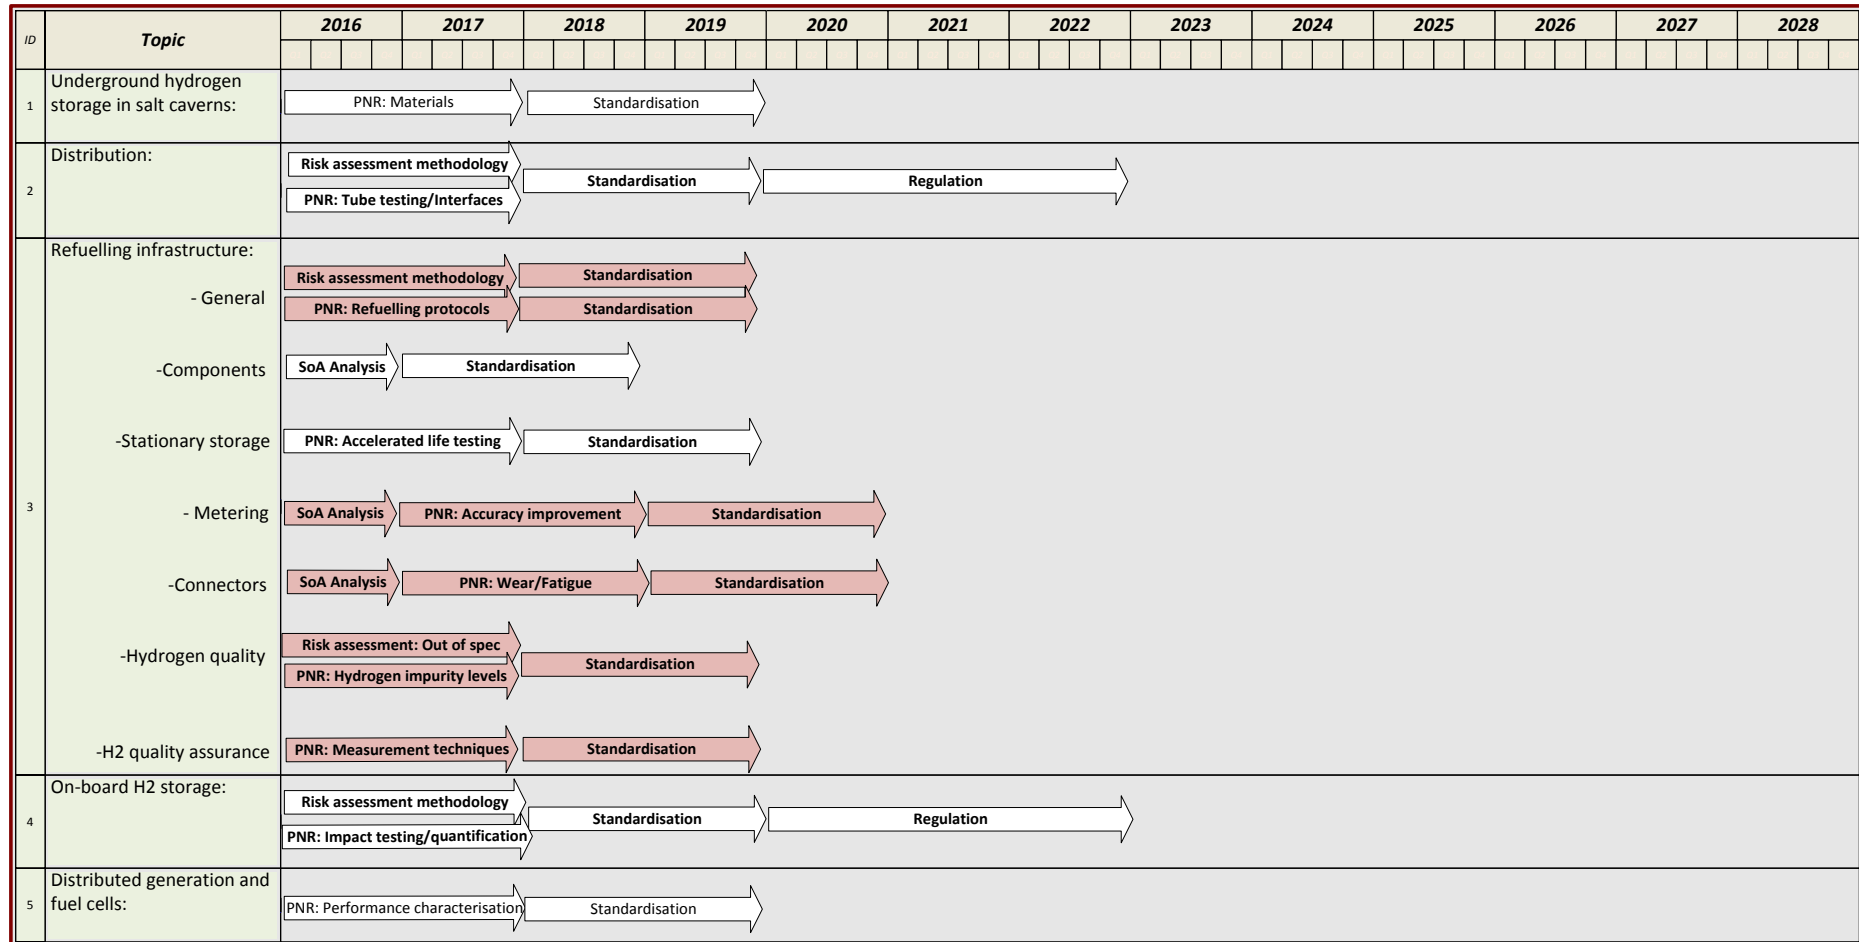 ID
Topic
2016 2017 2018 2019 2020 2021 2022 2023 2024 2025 2026 2027 2028
1
Underground hydrogen
storage in salt caverns:
PNR: Materials
Standardisation
2
Distribution:
Risk assessment methodology
PNR: Tube testing/Interfaces
Standardisation
Regulation
3
Refuelling infrastructure:
- General
Risk assessment methodology
Standardisation
PNR: Refuelling protocols
Standardisation
-Components
SoA Analysis
Standardisation
-Stationary storage
PNR: Accelerated life testing
Standardisation
- Metering
SoA Analysis
PNR: Accuracy improvement
Standardisation
-Connectors
SoA Analysis
PNR: Wear/Fatigue
Standardisation
-Hydrogen quality
Risk assessment: Out of spec
PNR: Hydrogen impurity levels
Standardisation
-H2 quality assurance
PNR: Measurement techniques
Standardisation
4
On-board H2 storage:
Risk assessment methodology
PNR: Impact testing/quantification
Standardisation
Regulation
5
Distributed generation and
fuel cells:
PNR: Performance characterisation
Standardisation